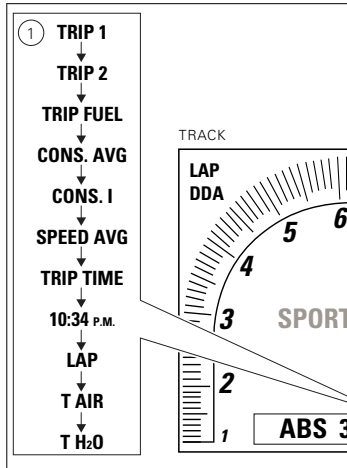 1
TRIP 1
TRIP 2
TRIP FUEL
CONS. AVG
CONS. I
SPEED AVG
TRIP TIME
10:34 P.M.
LAP
T AIR
T H2O
TRACK
LAP
DDA
6
5
4
3
SPORT
2
1
ABS 3